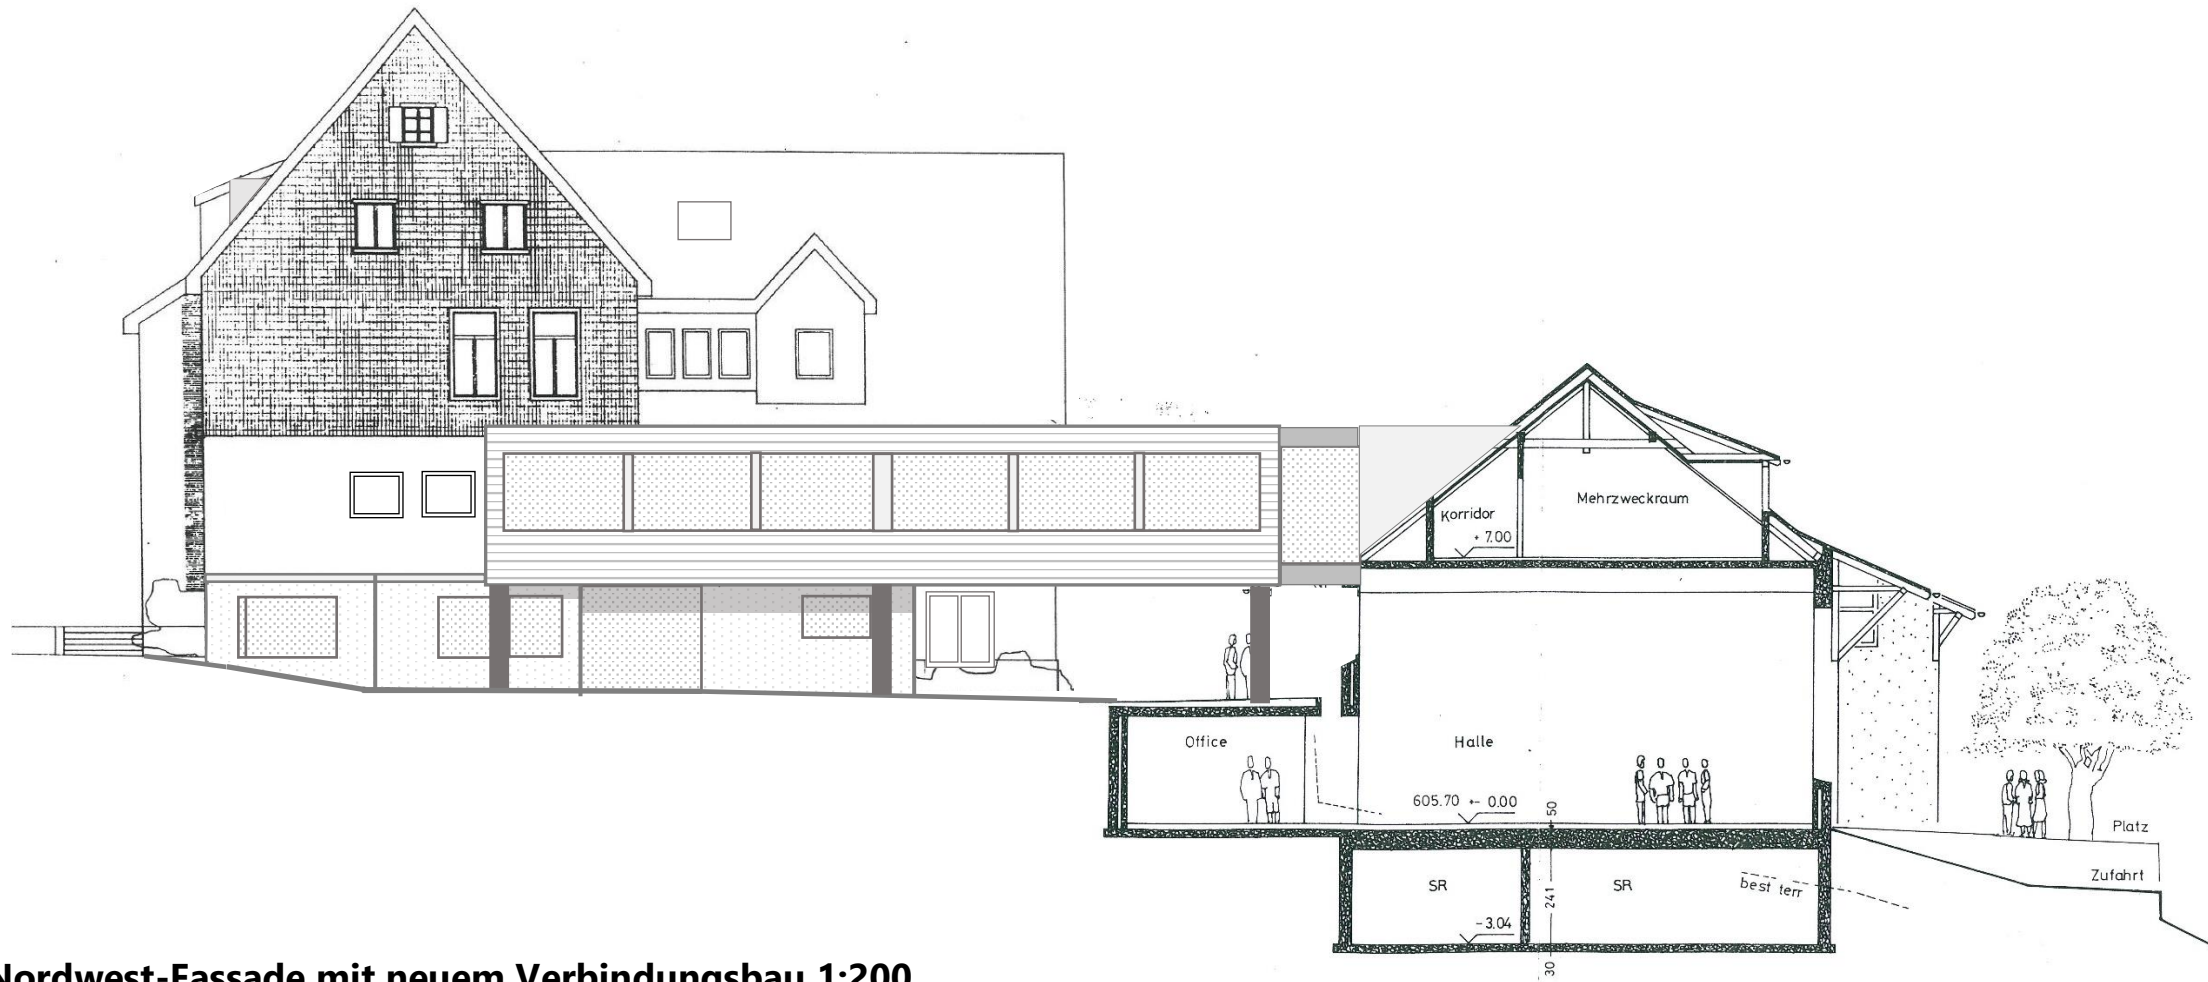 Mehrzweckraum
Korridor
+ 7.00
Office
Halle
605.70 +- 0.00
50
Platz
Zufahrt
SR
SR
best terr
241
-3.04
30
Nordwest-Fassade mit neuem Verbindungsbau 1:200